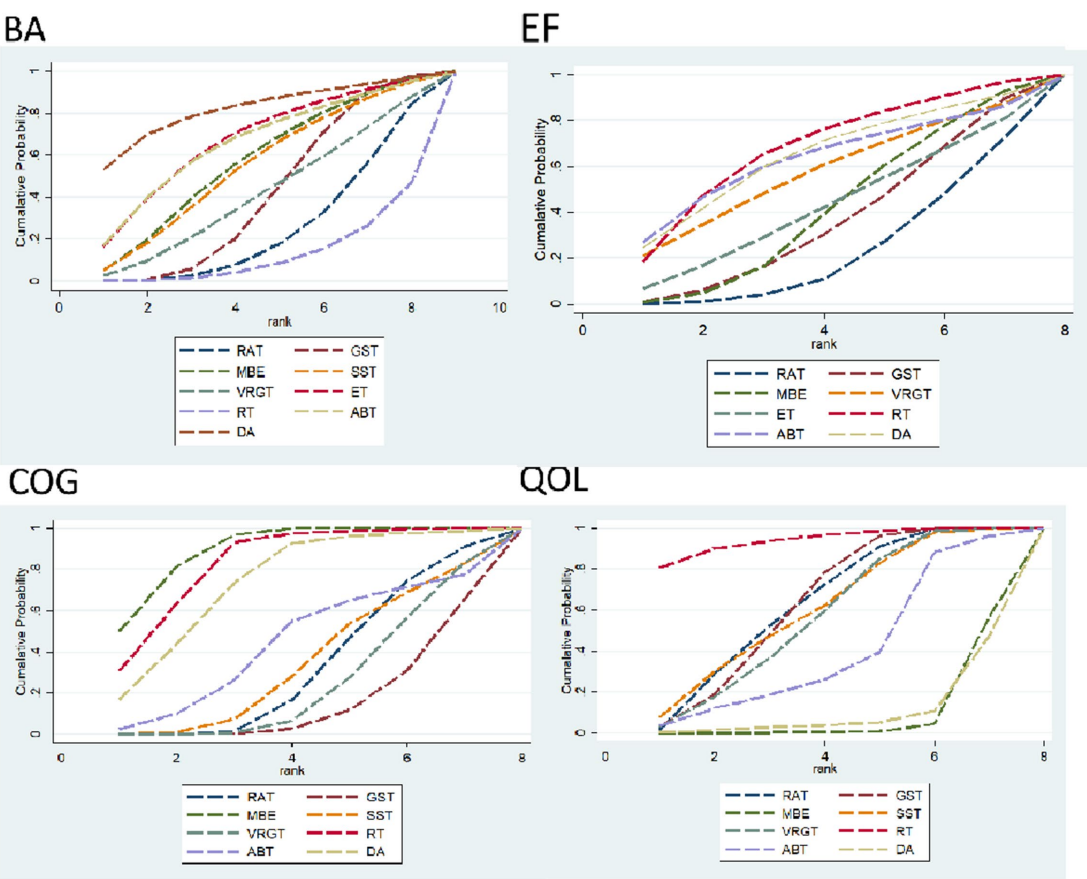 BA
Cumalative Probability
1
.8
.6
.4
.2
0
0 2 4 6 8 10
rank
RAT GST
MBE SST
VRGT ET
RT ABT
DA
EF
Cumalative Probability
1
.8
.6
.4
.2
0
0 2 4 6 8
rank
RAT GST
MBE VRGT
ET RT
ABT DA
COG
Cumalative Probability
1
.8
.6
.4
.2
0
0 2 4 6 8
rank
RAT GST
MBE SST
VRGT RT
ABT DA
QOL
Cumalative Probability
1
.8
.6
.4
.2
0
0 2 4 6 8
rank
RAT GST
MBE SST
VRGT RT
ABT DA